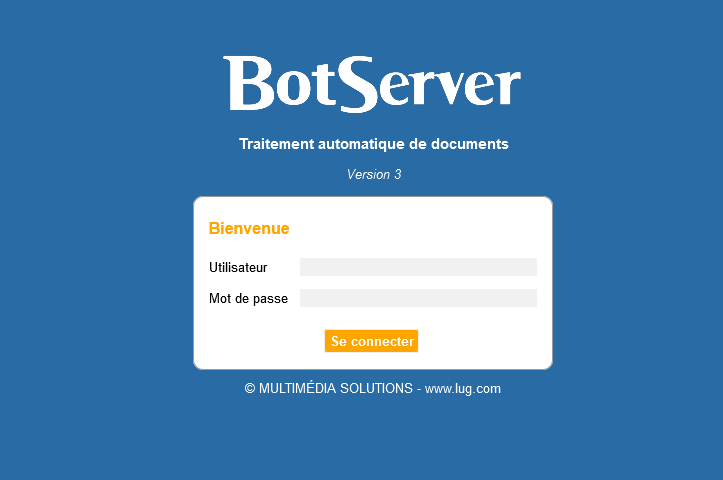 BotServer
Traitement automatique de documents
Version 3
Bienvenue
Utilisateur
Mot de passe
Se connecter
© MULTIMÉDIA SOLUTIONS - www.lug.com